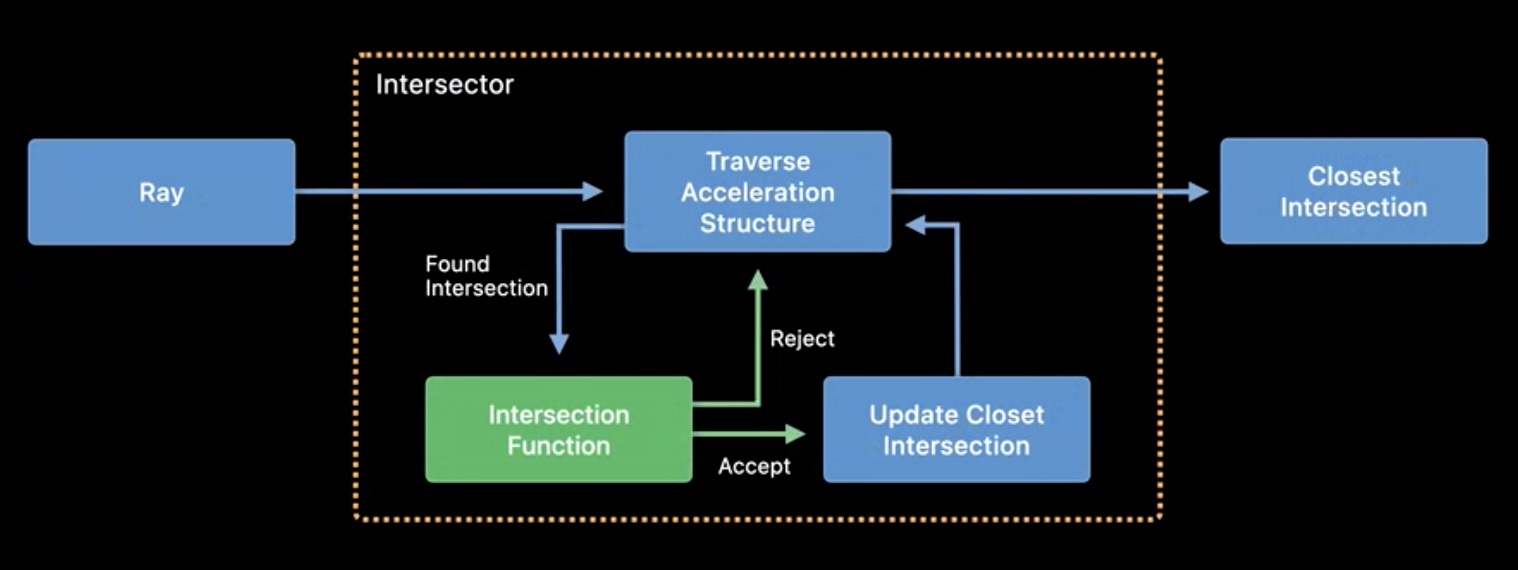 Intersector
Ray
Traverse
Acceleration
Structure
Closest
Intersection
Found
Intersection
Reject
Intersection
Function
Accept
Update Closet
Intersection